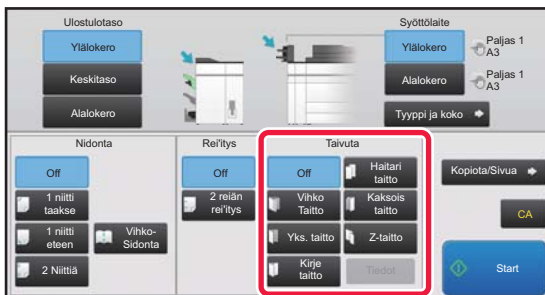 Ulostulotaso
Ylälokero
Keskitaso
Alalokero
Syöttölaite
Ylälokero
Paljas 1
A3
Alalokero
Paljas 1
A3
Tyyppi ja koko
Nidonta
Off
1 niitti
taakse
1 niitti
eteen
Vihko-
Sidonta
2 Niittiä
Rei'itys
Off
2 reiän
rei'itys
Taivuta
Off
Haitari
taitto
Vihko
Taitto
Kaksois
taitto
Yks. taitto
Z-taitto
Kirje
taitto
Tiedot
Kopiota/Sivua
CA
Start